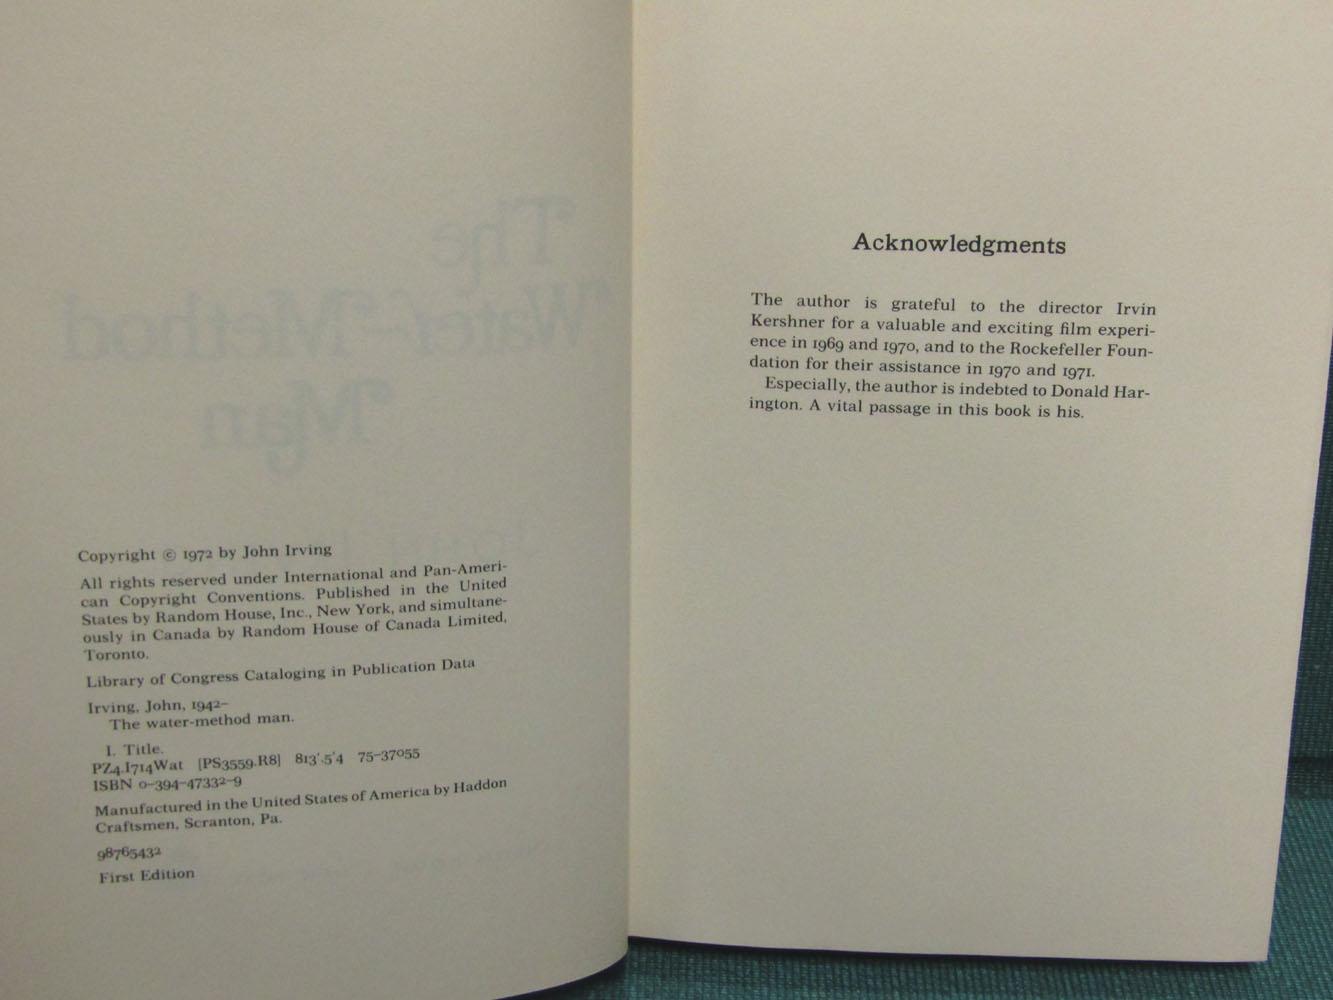 Copyright © 1972 by John Irving
All rights reserved under International and Pan-Ameri-
can Copyright Conventions. Published in the United
States by Random House, Inc., New York, and simultane-
ously in Canada by Random House of Canada Limited,
Toronto.
Library of Congress Cataloging in Publication Data
Irving, John, 1942–
The water-method man.
I. Title.
PZ4.I714Wat [PS3559.R8] 813'.5'4 75–37055
ISBN 0–394–47332–9
Manufactured in the United States of America by Haddon
Craftsmen, Scranton, Pa.
98765432
First Edition
Acknowledgments
The author is grateful to the director Irvin
Kershner for a valuable and exciting film experi-
ence in 1969 and 1970, and to the Rockefeller Foun-
dation for their assistance in 1970 and 1971.
Especially, the author is indebted to Donald Har-
ington. A vital passage in this book is his.